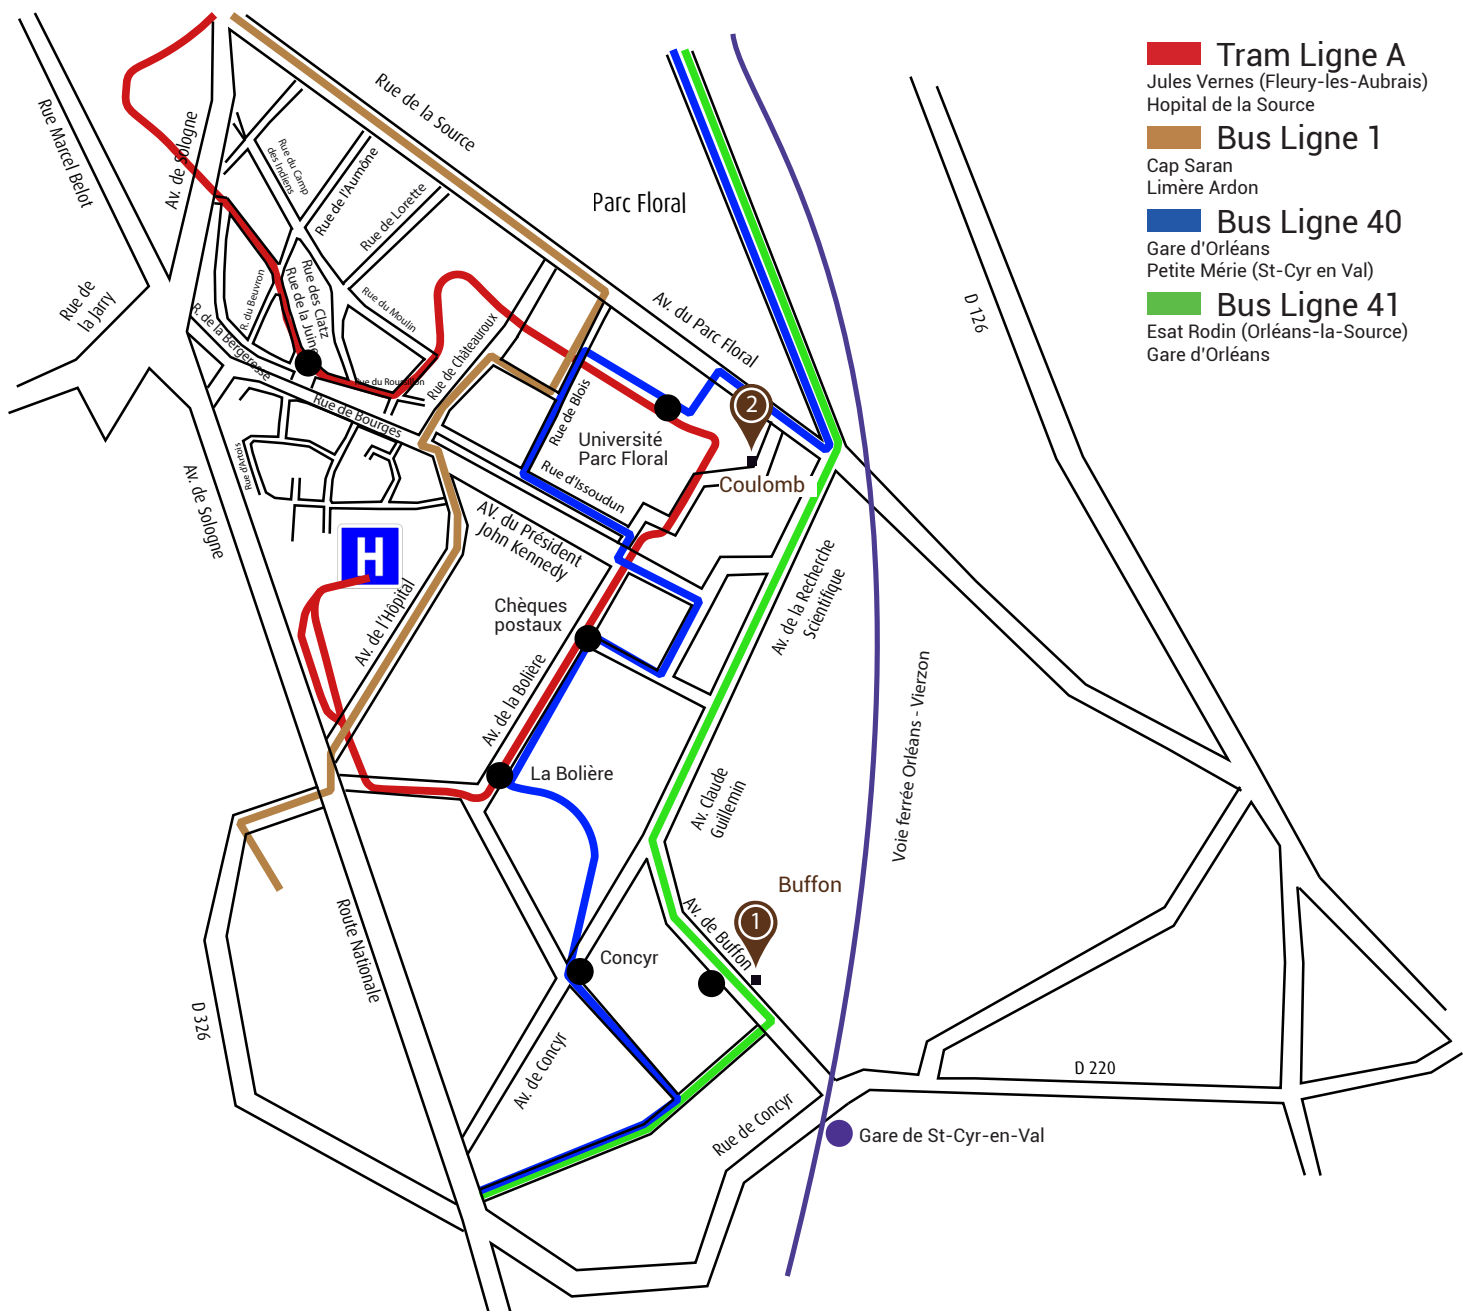 Tram Ligne A
Jules Vernes (Fleury-les-Aubrais)
Hopital de la Source
Bus Ligne 1
Cap Saran
Limère Ardon
Bus Ligne 40
Gare d'Orléans
Petite Mérie (St-Cyr en Val)
Bus Ligne 41
Esat Rodin (Orléans-la-Source)
Gare d'Orléans
Rue de la Source
Rue Marcel Belot
Av. de Sologne
Rue du Camp
des Indiens
Rue de l'Aumône
Rue de Lorette
Parc Floral
Rue de
la Jarry
R. du Beuvron
Rue des Clatz
Rue de la Juine
Rue du Moulin
Av. du Parc Floral
D 126
R. de la Bergeresse
Rue de Châteauroux
Rue du Roussillon
Rue de Bourges
Rue de Blois
2
Université
Parc Floral
Coulomb
Rue d'Artois
Rue d'Issoudun
Av. de Sologne
AV. du Président
John Kennedy
H
Av. de la Recherche
Scientifique
Chèques
postaux
Av. de l'Hôpital
Av. de la Bolière
La Bolière
Av. Claude
Guillemin
Voie ferrée Orléans - Vierzon
Buffon
1
Av. de Buffon
Route Nationale
Concyr
D 326
Av. de Concyr
D 220
Rue de Concyr
Gare de St-Cyr-en-Val